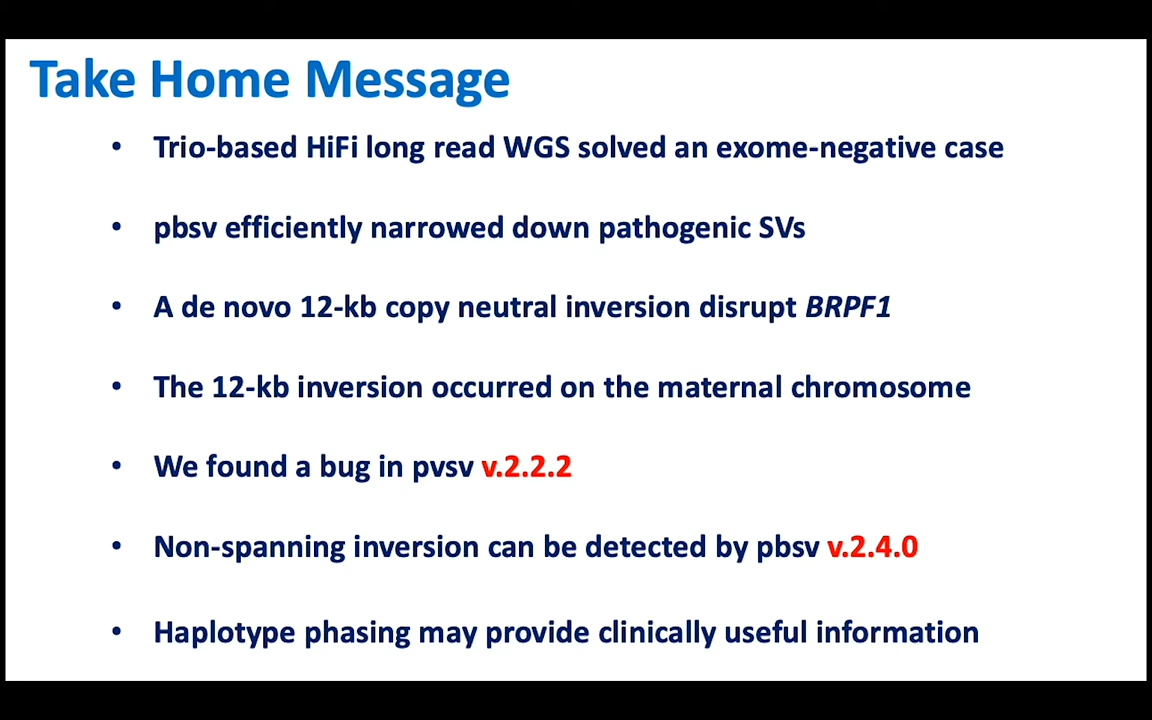 Take Home Message
• Trio-based HiFi long read WGS solved an exome-negative case
• pbsv efficiently narrowed down pathogenic SVs
• A de novo 12-kb copy neutral inversion disrupt BRPF1
• The 12-kb inversion occurred on the maternal chromosome
• We found a bug in pvsv v.2.2.2
• Non-spanning inversion can be detected by pbsv v.2.4.0
• Haplotype phasing may provide clinically useful information